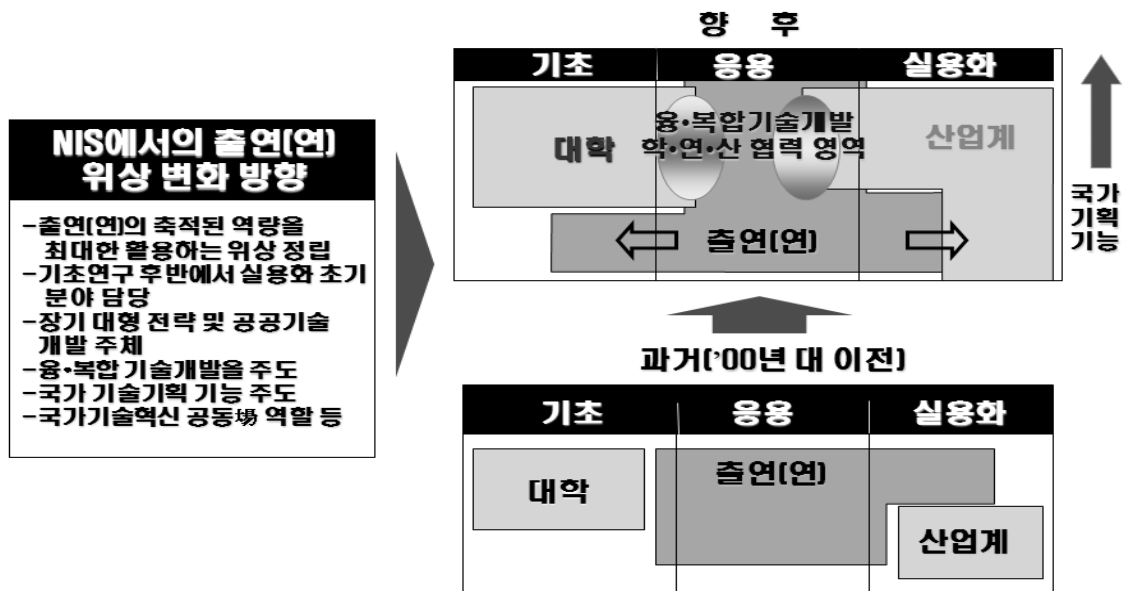 NIS에서의 출연(연)
위상 변화 방향
-출연(연)의 축적된 역량을
최대한 활용하는 위상 정립
-기초연구 후반에서 실용화 초기
분야 담당
-장기 대형 전략 및 공공기술
개발 주체
-융·복합 기술개발을 주도
-국가 기술기획 기능 주도
-국가기술혁신 공동場 역할 등
향 후
기초 응용 실용화
융·복합기술개발
학·연·산 협력 영역
대학
산업계
출연(연)
국가
기획
기능
과거('00년 대 이전)
기초 응용 실용화
출연(연)
대학
산업계